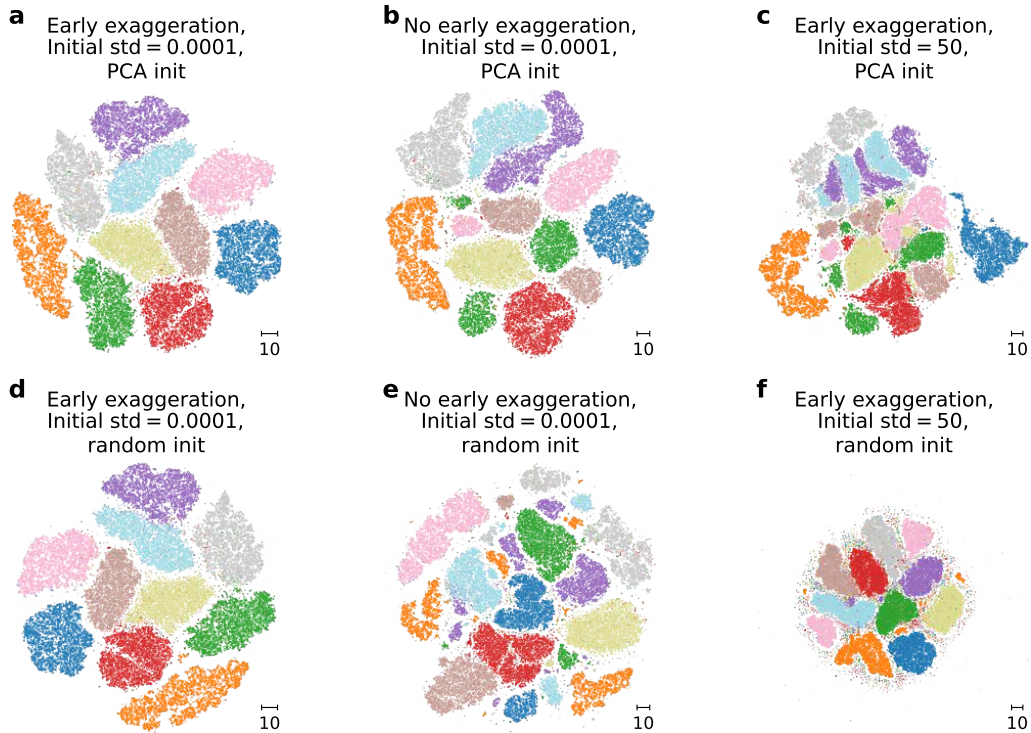 a
Early exaggeration,
Initial std = 0.0001,
PCA init
10
b
No early exaggeration,
Initial std = 0.0001,
PCA init
10
c
Early exaggeration,
Initial std = 50,
PCA init
10
d
Early exaggeration,
Initial std = 0.0001,
random init
10
e
No early exaggeration,
Initial std = 0.0001,
random init
10
f
Early exaggeration,
Initial std = 50,
random init
10